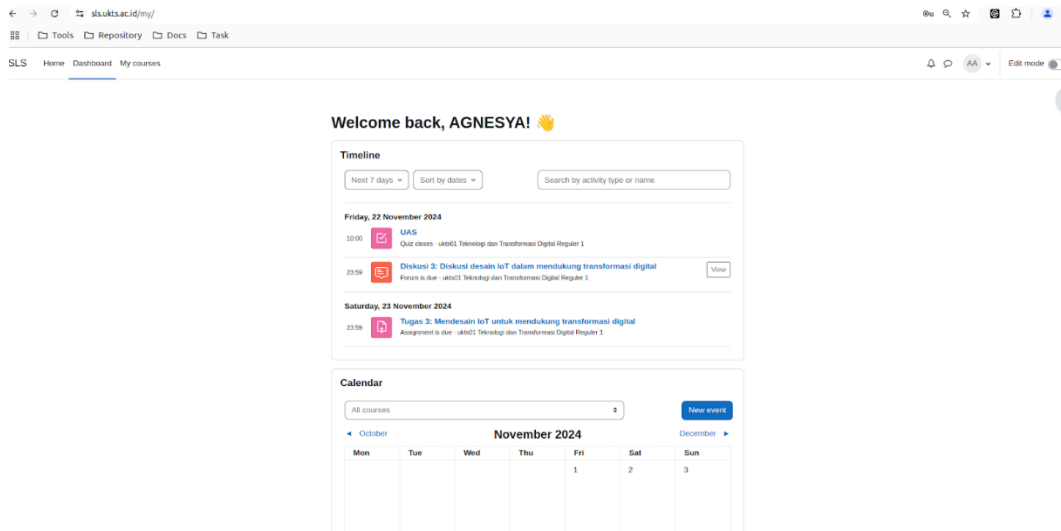 sls.ukts.ac.id/my/
Tools Repository Docs Task
SLS Home Dashboard My courses AA Edit mode
Welcome back, AGNESYA! 👋
Timeline
Next 7 days Sort by dates Search by activity type or name
Friday, 22 November 2024
10:00 UAS
Quiz closes · ukts01 Teknologi dan Transformasi Digital Reguler 1
23:59 Diskusi 3: Diskusi desain IoT dalam mendukung transformasi digital View
Forum is due · ukts01 Teknologi dan Transformasi Digital Reguler 1
Saturday, 23 November 2024
23:59 Tugas 3: Mendesain IoT untuk mendukung transformasi digital
Assignment is due · ukts01 Teknologi dan Transformasi Digital Reguler 1
Calendar
All courses New event
◄ October November 2024 December ►
Mon Tue Wed Thu Fri Sat Sun
1 2 3